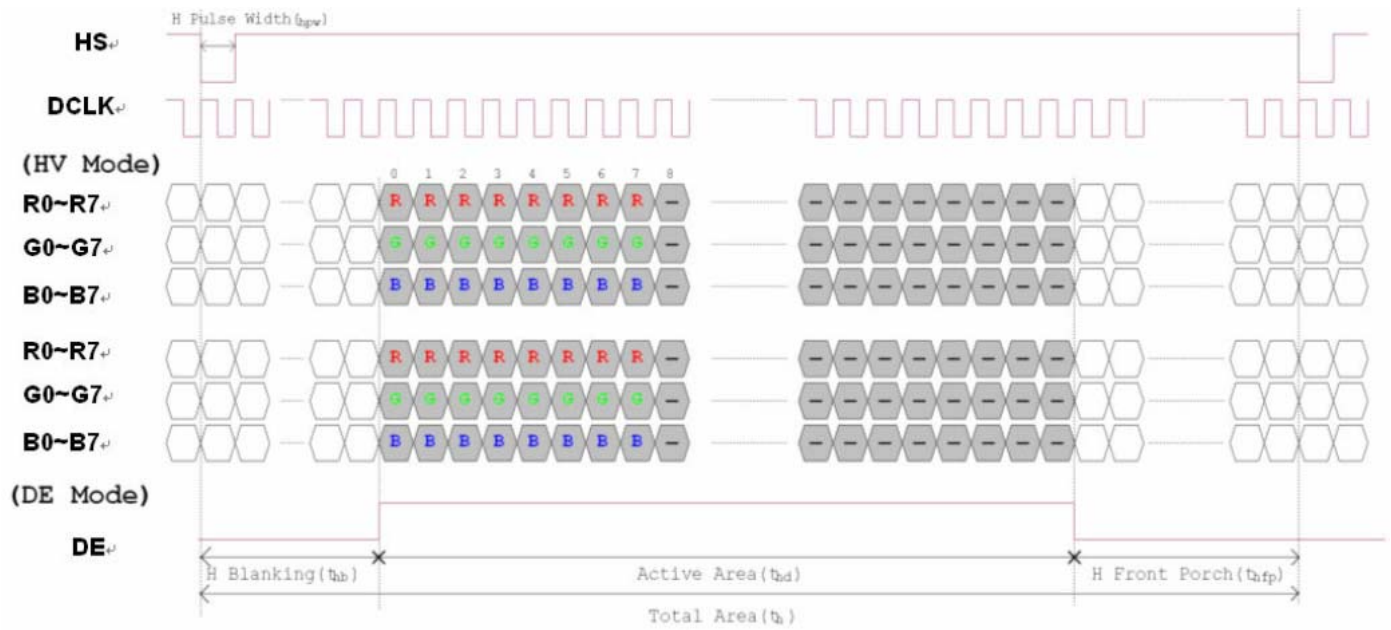 H Pulse Width(thpw)
HS
DCLK
(HV Mode)
0 1 2 3 4 5 6 7 8
R0~R7 R R R R R R R R – – – – – – – – –
G0~G7 G G G G G G G G – – – – – – – – –
B0~B7 B B B B B B B B – – – – – – – – –
R0~R7 R R R R R R R R – – – – – – – – –
G0~G7 G G G G G G G G – – – – – – – – –
B0~B7 B B B B B B B B – – – – – – – – –
(DE Mode)
DE
H Blanking(thb) Active Area(thd) H Front Porch(thfp)
Total Area(th)